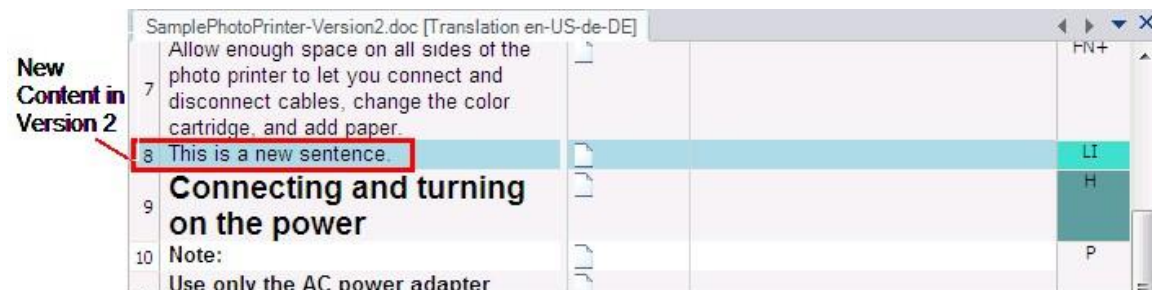 SamplePhotoPrinter-Version2.doc [Translation en-US-de-DE]
New
Content in
Version 2
7
Allow enough space on all sides of the
photo printer to let you connect and
disconnect cables, change the color
cartridge, and add paper.
FN+
8 This is a new sentence. LI
9
Connecting and turning
on the power
H
10 Note: P
Use only the AC power adapter